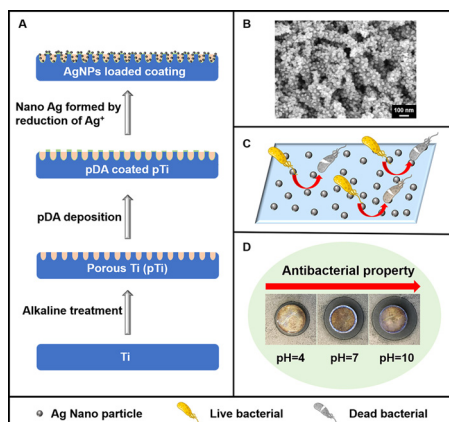 A
AgNPs loaded coating
Nano Ag formed by
reduction of Ag⁺
pDA coated pTi
pDA deposition
Porous Ti (pTi)
Alkaline treatment
Ti
B
100 nm
C
D
Antibacterial property
pH=4 pH=7 pH=10
Ag Nano particle Live bacterial Dead bacterial